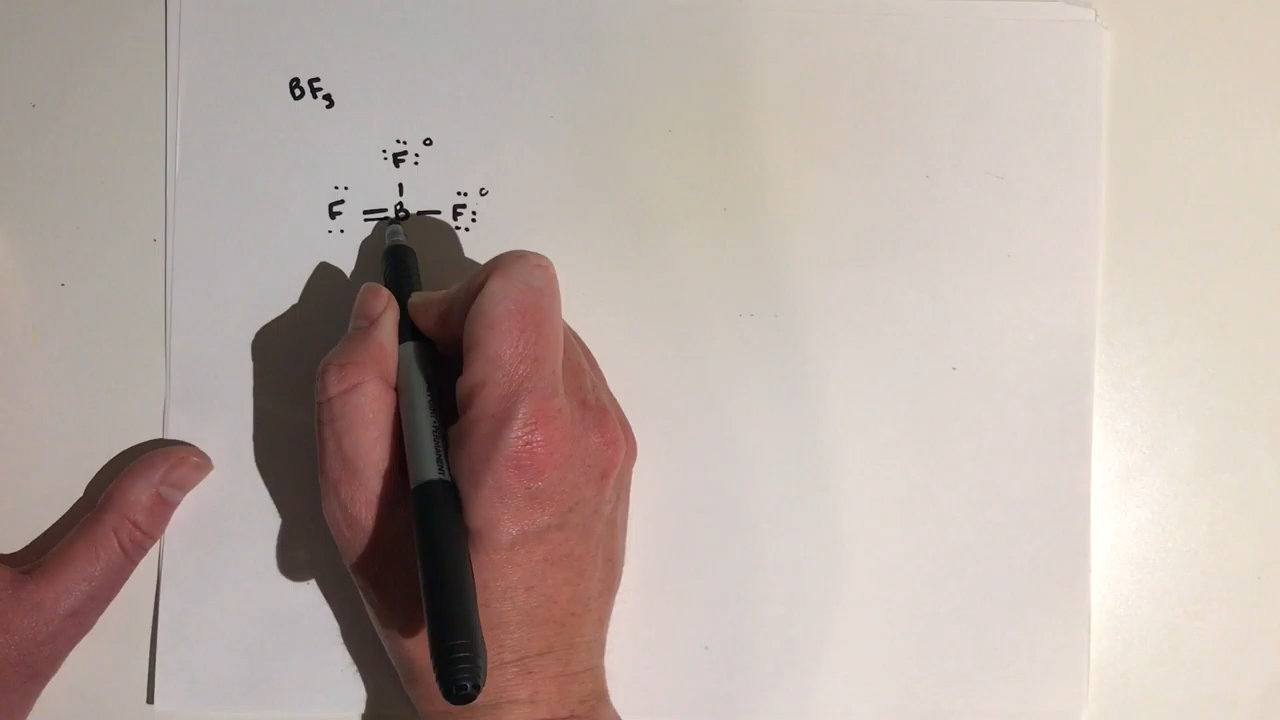 BF₃
:F̈: °
F̤̈ = B — F̤̈: °